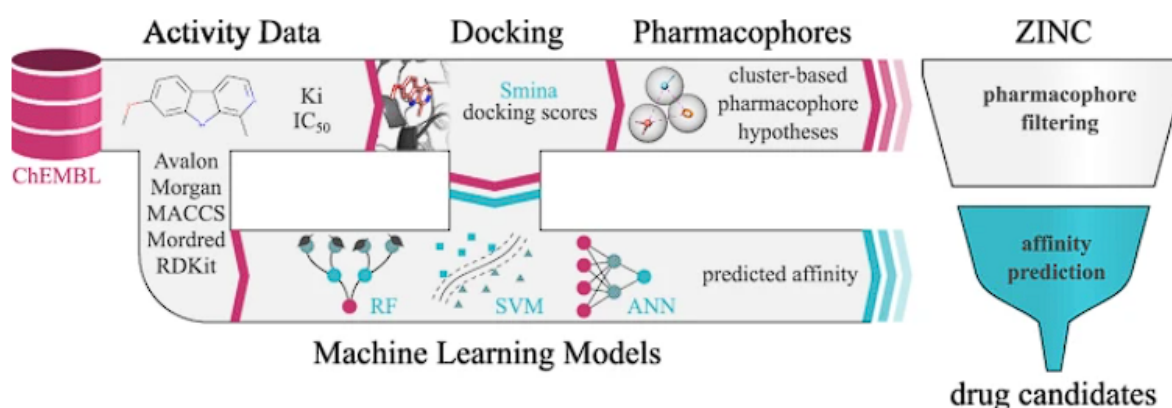 Activity Data
Docking
Pharmacophores
ZINC
ChEMBL
Ki
IC₅₀
Smina
docking scores
cluster-based
pharmacophore
hypotheses
pharmacophore
filtering
Avalon
Morgan
MACCS
Mordred
RDKit
RF
SVM
ANN
predicted affinity
affinity
prediction
Machine Learning Models
drug candidates